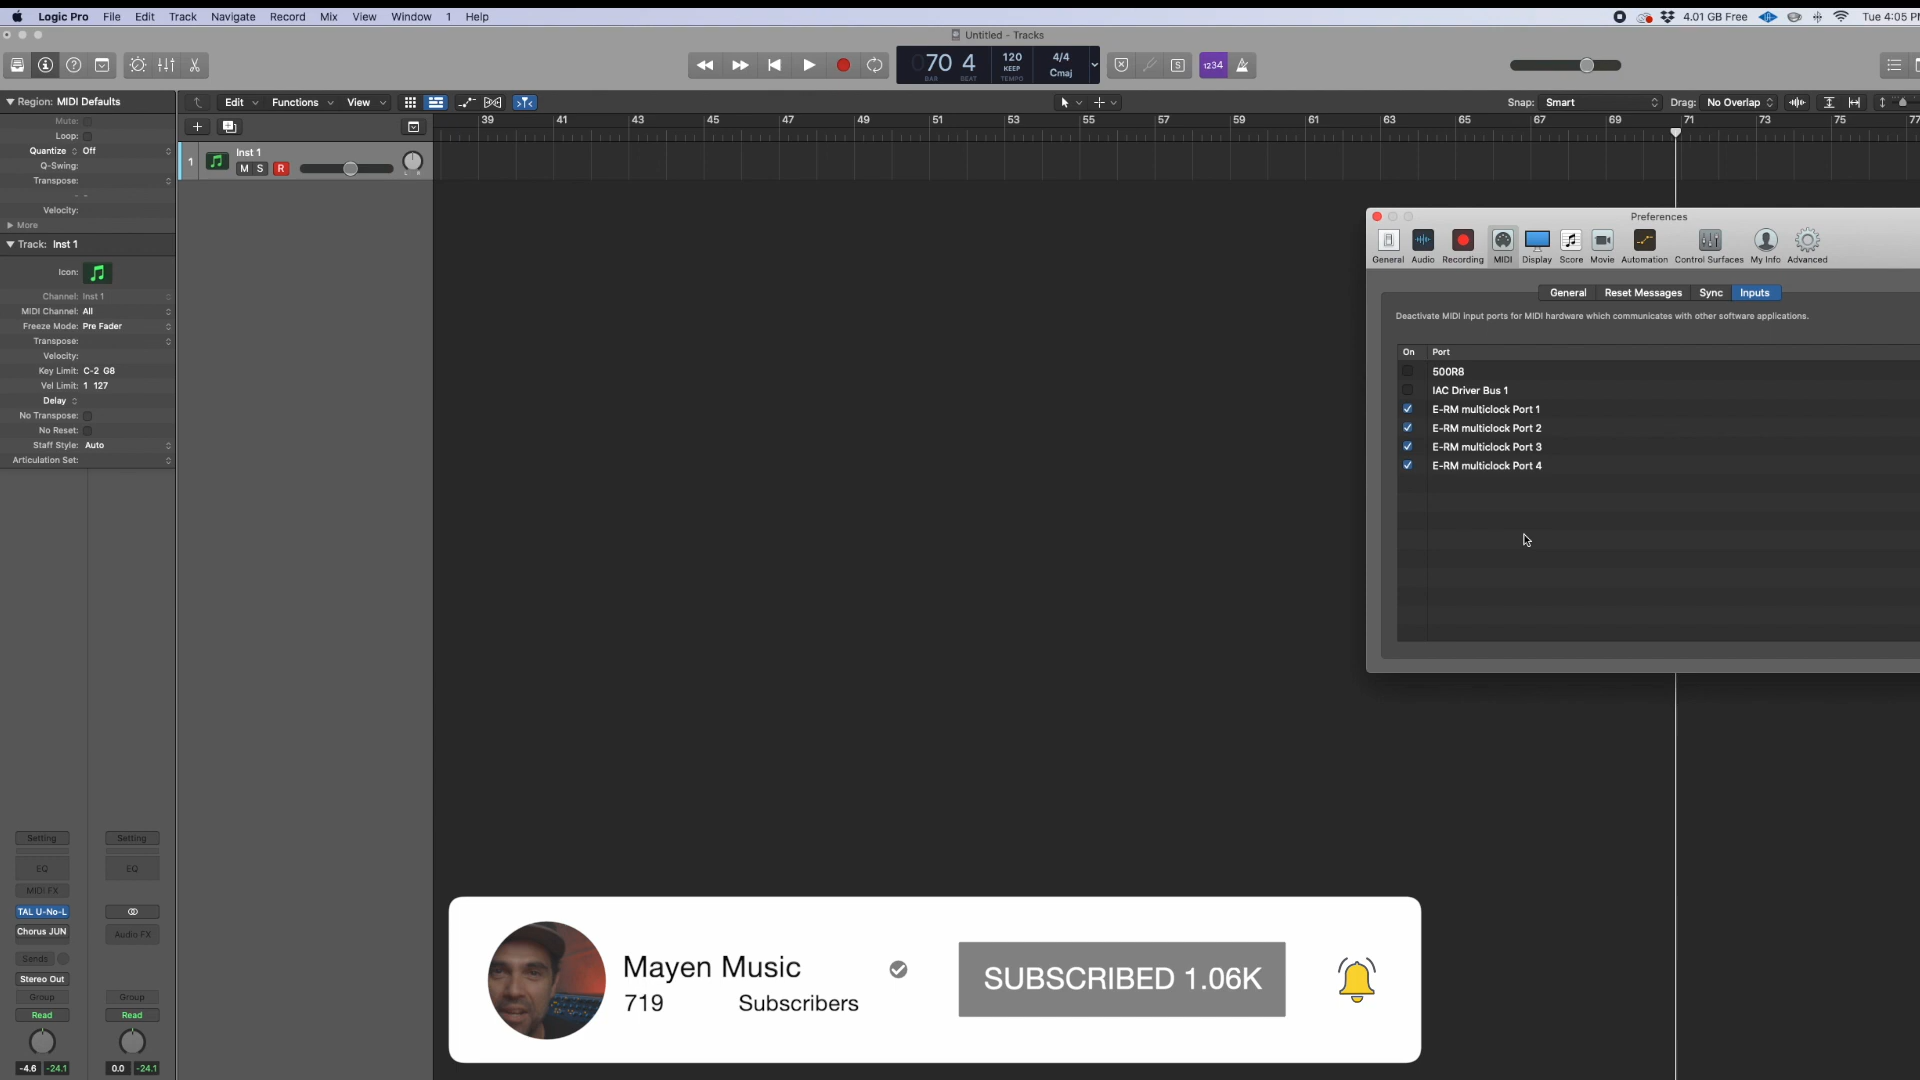 Logic Pro File Edit Track Navigate Record Mix View Window 1 Help
4.01 GB Free Tue 4:05 PM
Untitled - Tracks
070 4 120 4/4
KEEP Cmaj
BAR BEAT TEMPO
1234
Region: MIDI Defaults
Edit Functions View
Snap: Smart Drag: No Overlap
Mute:
Loop:
Quantize Off
Q-Swing:
Transpose:
Velocity:
More
39 41 43 45 47 49 51 53 55 57 59 61 63 65 67 69 71 73 75 77
1 Inst 1
M S R
L R
Track: Inst 1
Icon:
Channel: Inst 1
MIDI Channel: All
Freeze Mode: Pre Fader
Transpose:
Velocity:
Key Limit: C-2 G8
Vel Limit: 1 127
Delay
No Transpose:
No Reset:
Staff Style: Auto
Articulation Set:
Preferences
General Audio Recording MIDI Display Score Movie Automation Control Surfaces My Info Advanced
General Reset Messages Sync Inputs
Deactivate MIDI input ports for MIDI hardware which communicates with other software applications.
On Port
500R8
IAC Driver Bus 1
E-RM multiclock Port 1
E-RM multiclock Port 2
E-RM multiclock Port 3
E-RM multiclock Port 4
Setting Setting
EQ EQ
MIDI FX
TAL U-No-L
Chorus JUN Audio FX
Sends
Stereo Out
Group Group
Read Read
-4.6 -24.1 0.0 -24.1
Mayen Music
719 Subscribers
SUBSCRIBED 1.06K